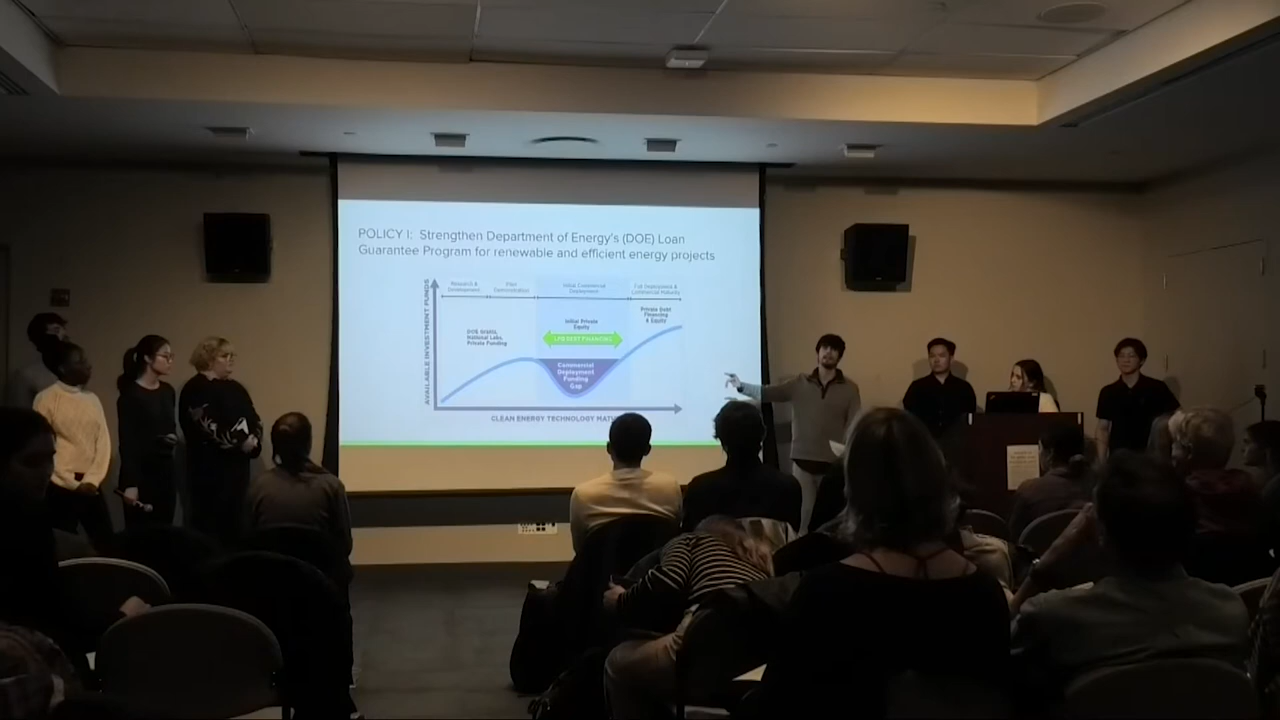 POLICY I: Strengthen Department of Energy's (DOE) Loan
Guarantee Program for renewable and efficient energy projects
Research &
Development
Pilot
Demonstration
Initial Commercial
Deployment
Full Deployment &
Commercial Maturity
AVAILABLE INVESTMENT FUNDS
DOE Grants,
National Labs,
Private Funding
Initial Private
Equity
LPO DEBT FINANCING
Private Debt
Financing
& Equity
Commercial
Deployment
Funding
Gap
CLEAN ENERGY TECHNOLOGY